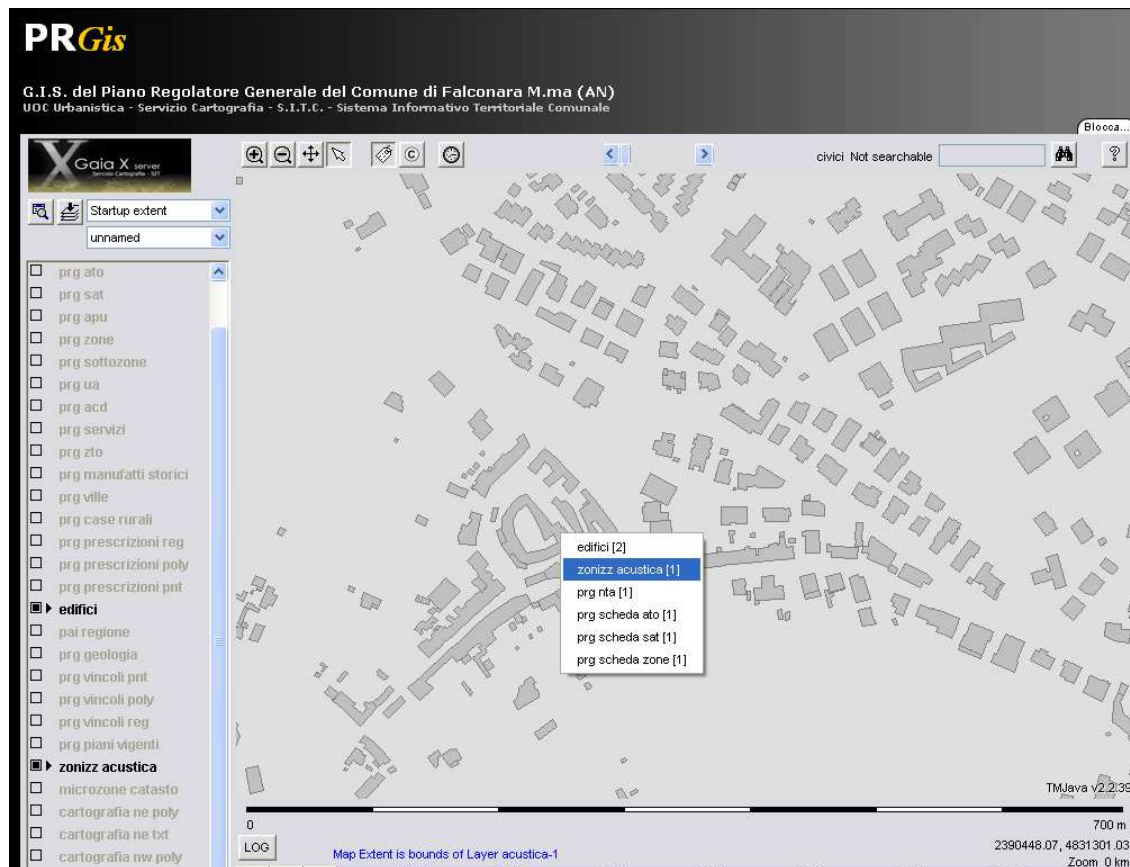 PRGis
G.I.S. del Piano Regolatore Generale del Comune di Falconara M.ma (AN)
UOC Urbanistica - Servizio Cartografia - S.I.T.C. - Sistema Informativo Territoriale Comunale
Blocca...
X Gaia X server
Servizio Cartografia - SIT
civici Not searchable
Startup extent
unnamed
prg ato
prg sat
prg apu
prg zone
prg sottozone
prg ua
prg acd
prg servizi
prg zto
prg manufatti storici
prg ville
prg case rurali
prg prescrizioni reg
prg prescrizioni poly
prg prescrizioni pnt
edifici
pai regione
prg geologia
prg vincoli pnt
prg vincoli poly
prg vincoli reg
prg piani vigenti
zonizz acustica
microzone catasto
cartografia ne poly
cartografia ne txt
cartografia nw poly
edifici [2]
zonizz acustica [1]
prg nta [1]
prg scheda ato [1]
prg scheda sat [1]
prg scheda zone [1]
TMJava v2.2.39
0
700 m
LOG
Map Extent is bounds of Layer acustica-1
2390448.07, 4831301.03
Zoom 0 km